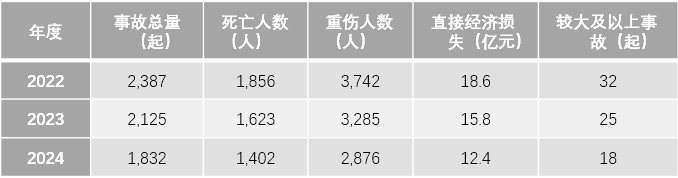 年度 事故总量（起） 死亡人数（人） 重伤人数（人） 直接经济损失（亿元） 较大及以上事故（起）
2022 2,387 1,856 3,742 18.6 32
2023 2,125 1,623 3,285 15.8 25
2024 1,832 1,402 2,876 12.4 18